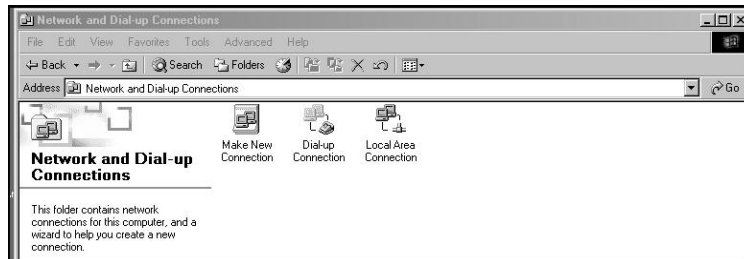 Network and Dial-up Connections
File Edit View Favorites Tools Advanced Help
Back Search Folders
Address Network and Dial-up Connections Go
Make New Connection
Dial-up Connection
Local Area Connection
Network and Dial-up
Connections
This folder contains network
connections for this computer, and a
wizard to help you create a new
connection.